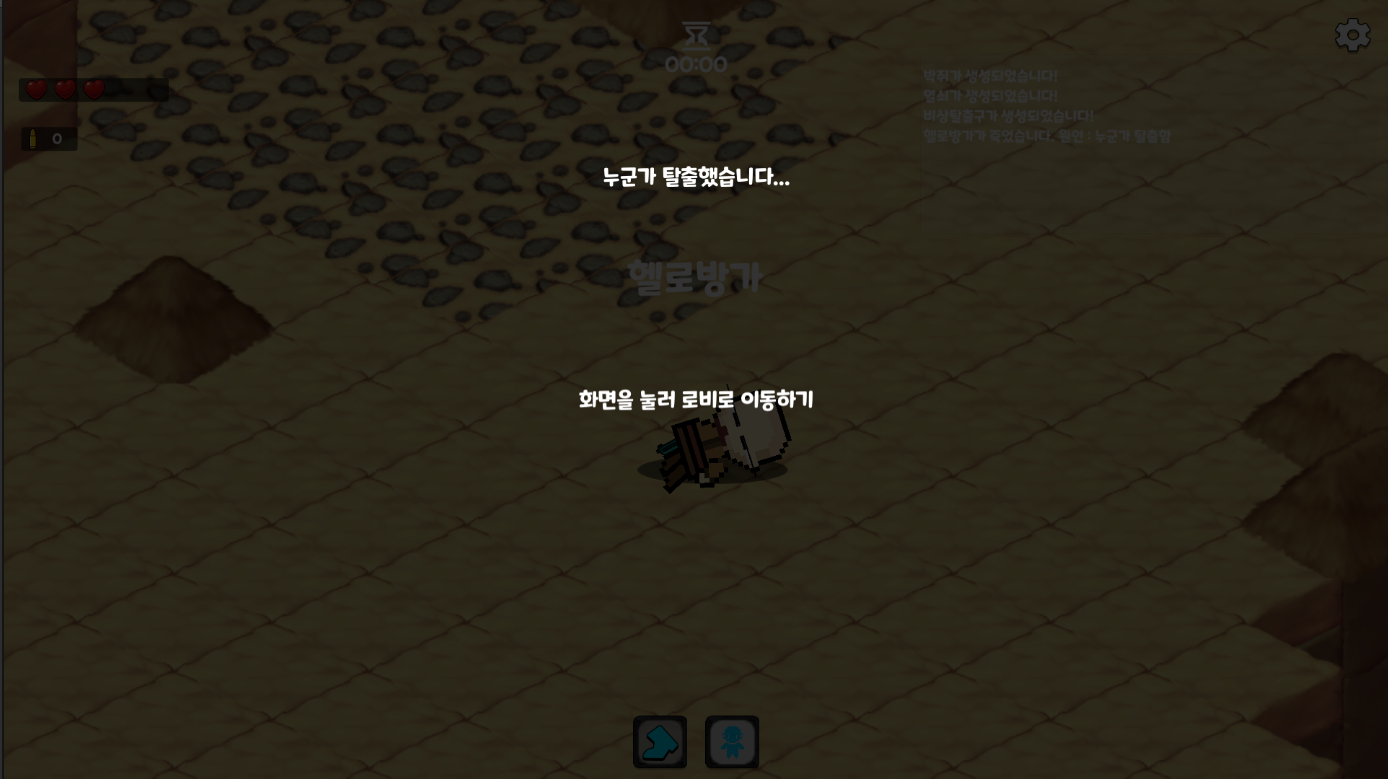 00:00
박쥐가 생성되었습니다!
열쇠가 생성되었습니다!
비상탈출구가 생성되었습니다!
헬로방가가 죽었습니다. 원인 : 누군가 탈출함
0
누군가 탈출했습니다...
헬로방가
화면을 눌러 로비로 이동하기